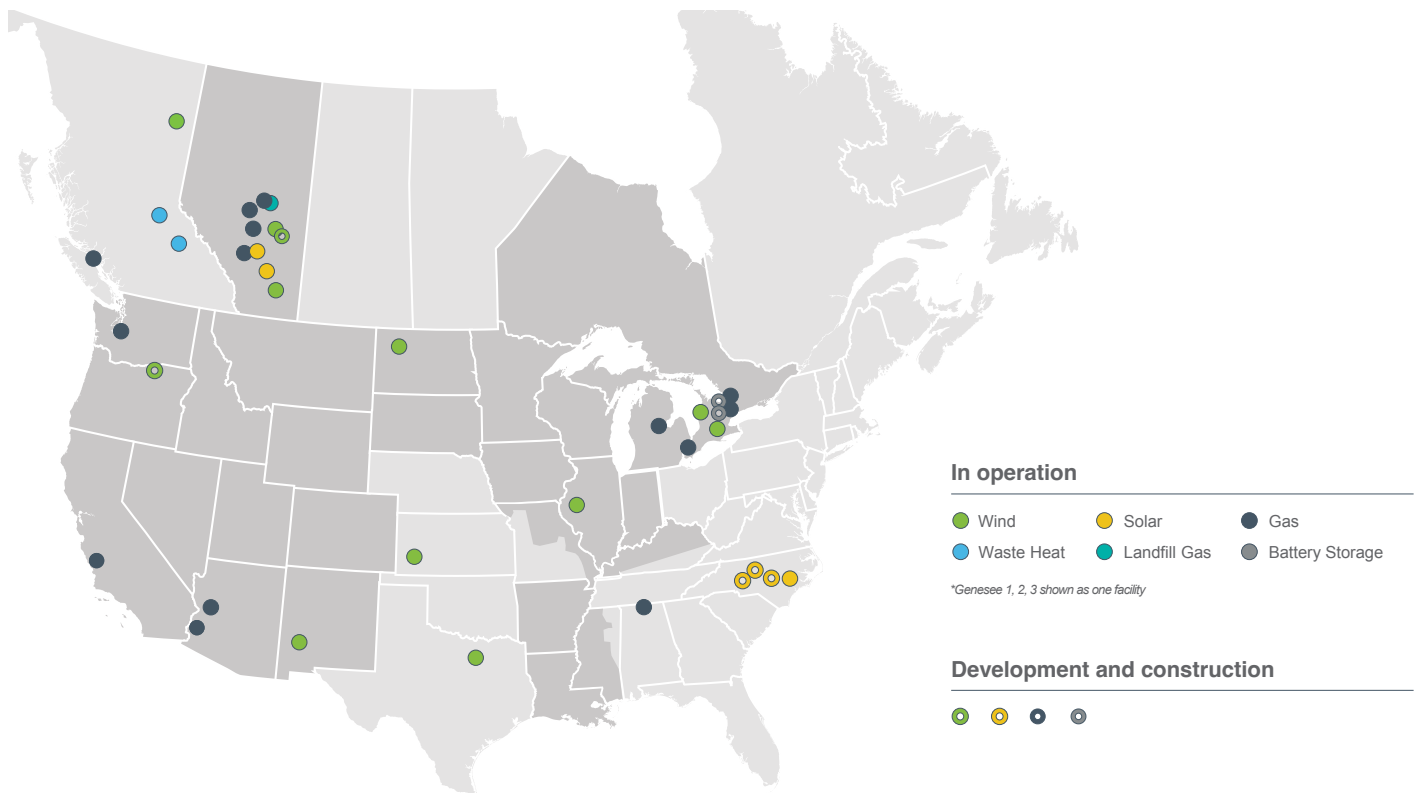 In operation
Wind Solar Gas
Waste Heat Landfill Gas Battery Storage
*Genesee 1, 2, 3 shown as one facility
Development and construction